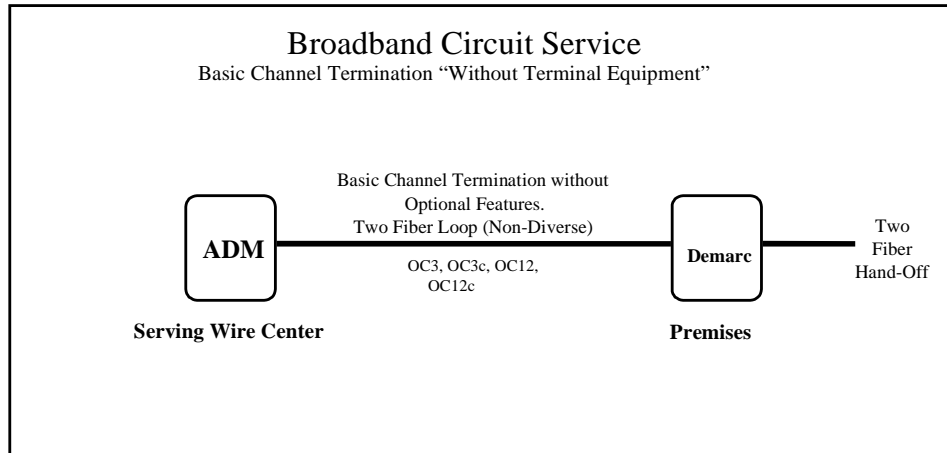 Broadband Circuit Service
Basic Channel Termination “Without Terminal Equipment”
Basic Channel Termination without
Optional Features.
Two Fiber Loop (Non-Diverse)
ADM
OC3, OC3c, OC12,
OC12c
Demarc
Two
Fiber
Hand-Off
Serving Wire Center
Premises